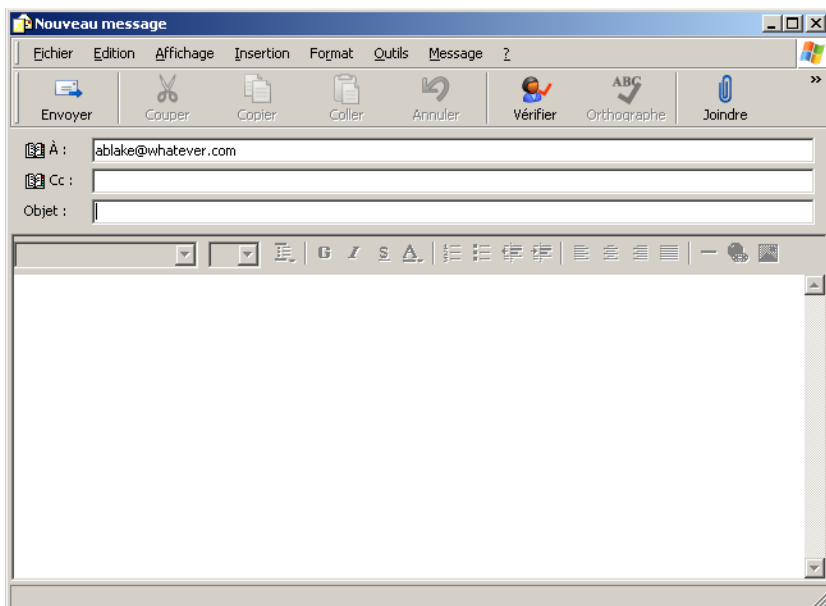 Nouveau message
Fichier Edition Affichage Insertion Format Outils Message ?
ABC
Envoyer Couper Copier Coller Annuler Vérifier Orthographe Joindre »
À : ablake@whatever.com
Cc :
Objet :
G I S A